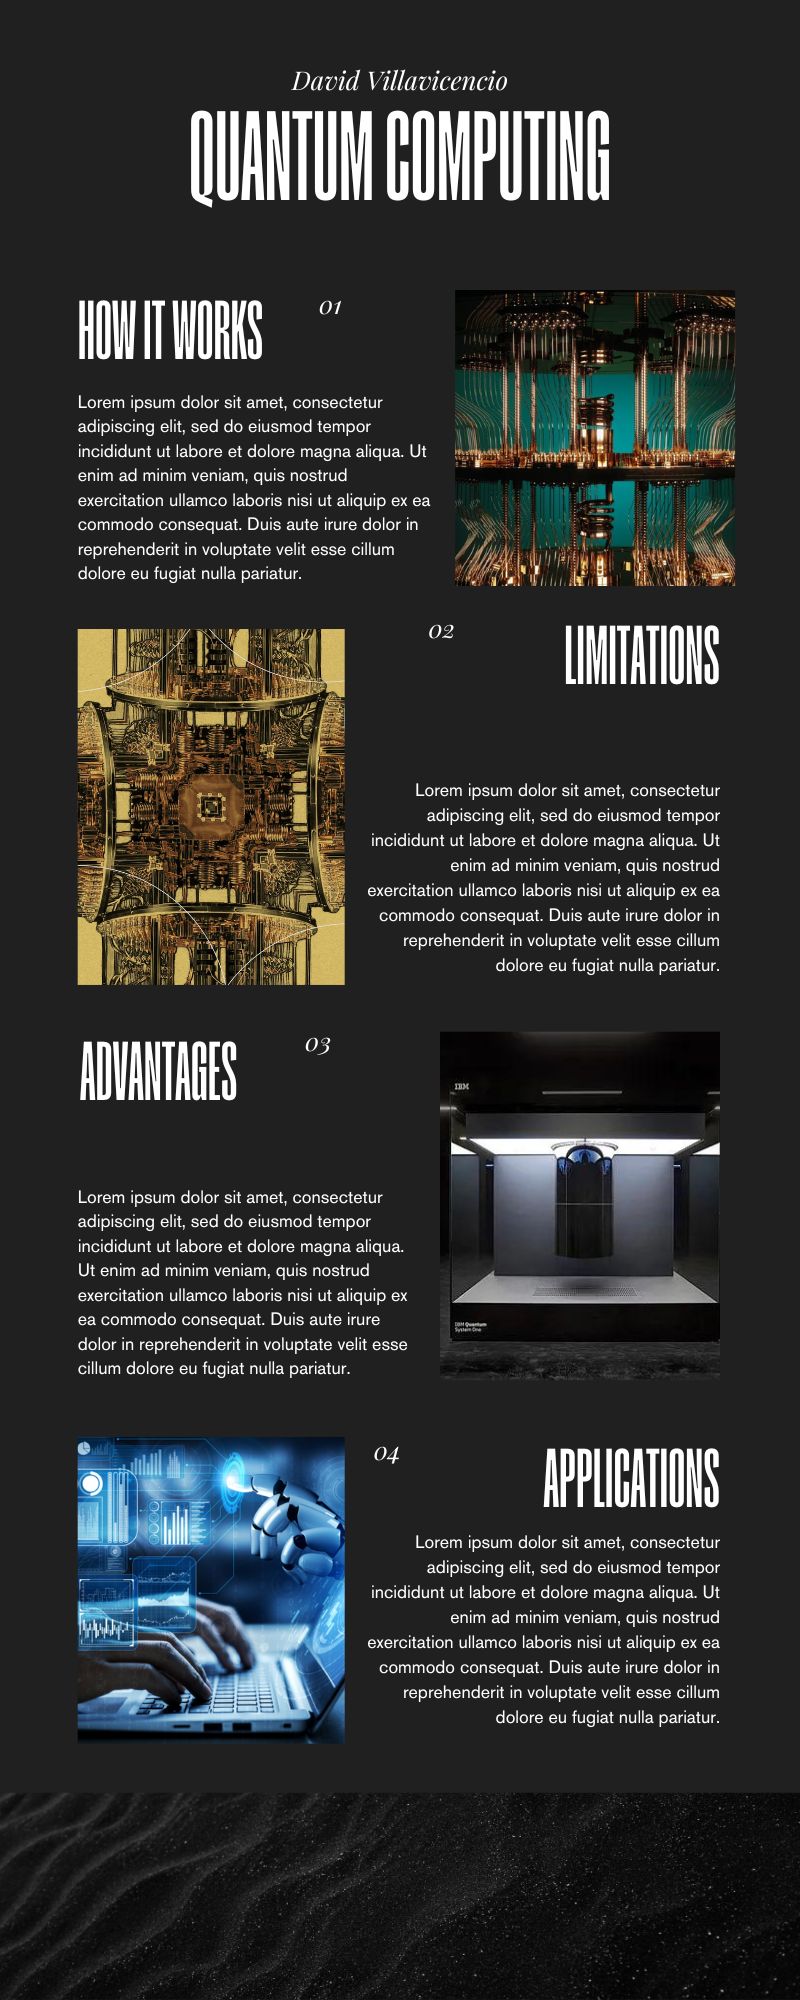 David Villavicencio
QUANTUM COMPUTING
HOW IT WORKS
01
Lorem ipsum dolor sit amet, consectetur
adipiscing elit, sed do eiusmod tempor
incididunt ut labore et dolore magna aliqua. Ut
enim ad minim veniam, quis nostrud
exercitation ullamco laboris nisi ut aliquip ex ea
commodo consequat. Duis aute irure dolor in
reprehenderit in voluptate velit esse cillum
dolore eu fugiat nulla pariatur.
02
LIMITATIONS
Lorem ipsum dolor sit amet, consectetur
adipiscing elit, sed do eiusmod tempor
incididunt ut labore et dolore magna aliqua. Ut
enim ad minim veniam, quis nostrud
exercitation ullamco laboris nisi ut aliquip ex ea
commodo consequat. Duis aute irure dolor in
reprehenderit in voluptate velit esse cillum
dolore eu fugiat nulla pariatur.
ADVANTAGES
03
Lorem ipsum dolor sit amet, consectetur
adipiscing elit, sed do eiusmod tempor
incididunt ut labore et dolore magna aliqua.
Ut enim ad minim veniam, quis nostrud
exercitation ullamco laboris nisi ut aliquip ex
ea commodo consequat. Duis aute irure
dolor in reprehenderit in voluptate velit esse
cillum dolore eu fugiat nulla pariatur.
IBM
IBM Quantum
System One
04
APPLICATIONS
Lorem ipsum dolor sit amet, consectetur
adipiscing elit, sed do eiusmod tempor
incididunt ut labore et dolore magna aliqua. Ut
enim ad minim veniam, quis nostrud
exercitation ullamco laboris nisi ut aliquip ex ea
commodo consequat. Duis aute irure dolor in
reprehenderit in voluptate velit esse cillum
dolore eu fugiat nulla pariatur.